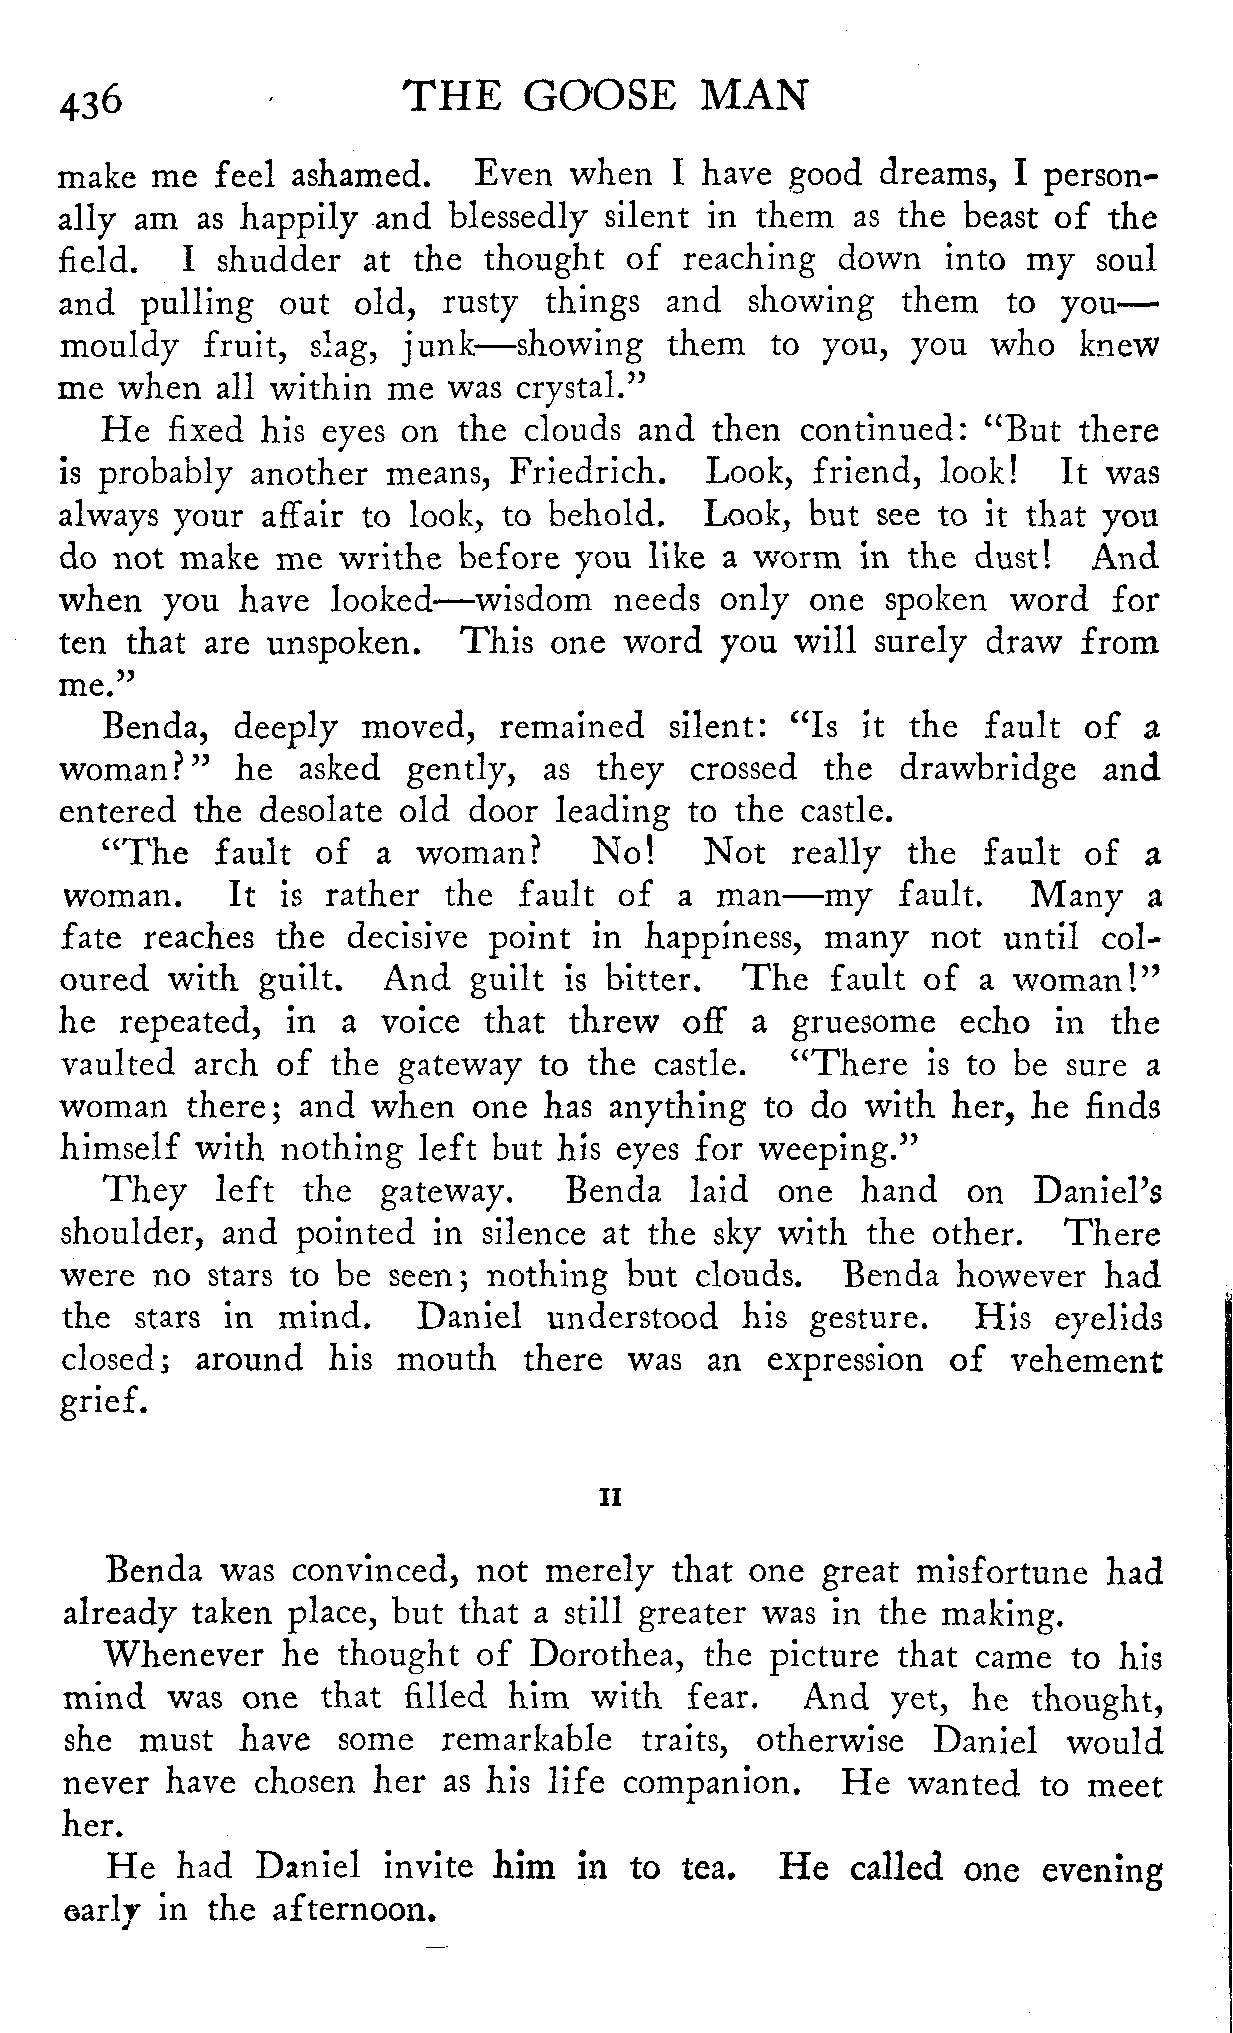 436 THE GOOSE MAN
make me feel ashamed. Even when I have good dreams, I person-
ally am as happily and blessedly silent in them as the beast of the
field. I shudder at the thought of reaching down into my soul
and pulling out old, rusty things and showing them to you—
mouldy fruit, slag, junk—showing them to you, you who knew
me when all within me was crystal."
He fixed his eyes on the clouds and then continued: "But there
is probably another means, Friedrich. Look, friend, look! It was
always your affair to look, to behold. Look, but see to it that you
do not make me writhe before you like a worm in the dust! And
when you have looked—wisdom needs only one spoken word for
ten that are unspoken. This one word you will surely draw from
me."
Benda, deeply moved, remained silent: "Is it the fault of a
woman?" he asked gently, as they crossed the drawbridge and
entered the desolate old door leading to the castle.
"The fault of a woman? No! Not really the fault of a
woman. It is rather the fault of a man—my fault. Many a
fate reaches the decisive point in happiness, many not until col-
oured with guilt. And guilt is bitter. The fault of a woman!"
he repeated, in a voice that threw off a gruesome echo in the
vaulted arch of the gateway to the castle. "There is to be sure a
woman there; and when one has anything to do with her, he finds
himself with nothing left but his eyes for weeping."
They left the gateway. Benda laid one hand on Daniel's
shoulder, and pointed in silence at the sky with the other. There
were no stars to be seen; nothing but clouds. Benda however had
the stars in mind. Daniel understood his gesture. His eyelids
closed; around his mouth there was an expression of vehement
grief.
II
Benda was convinced, not merely that one great misfortune had
already taken place, but that a still greater was in the making.
Whenever he thought of Dorothea, the picture that came to his
mind was one that filled him with fear. And yet, he thought,
she must have some remarkable traits, otherwise Daniel would
never have chosen her as his life companion. He wanted to meet
her.
He had Daniel invite him in to tea. He called one evening
early in the afternoon.